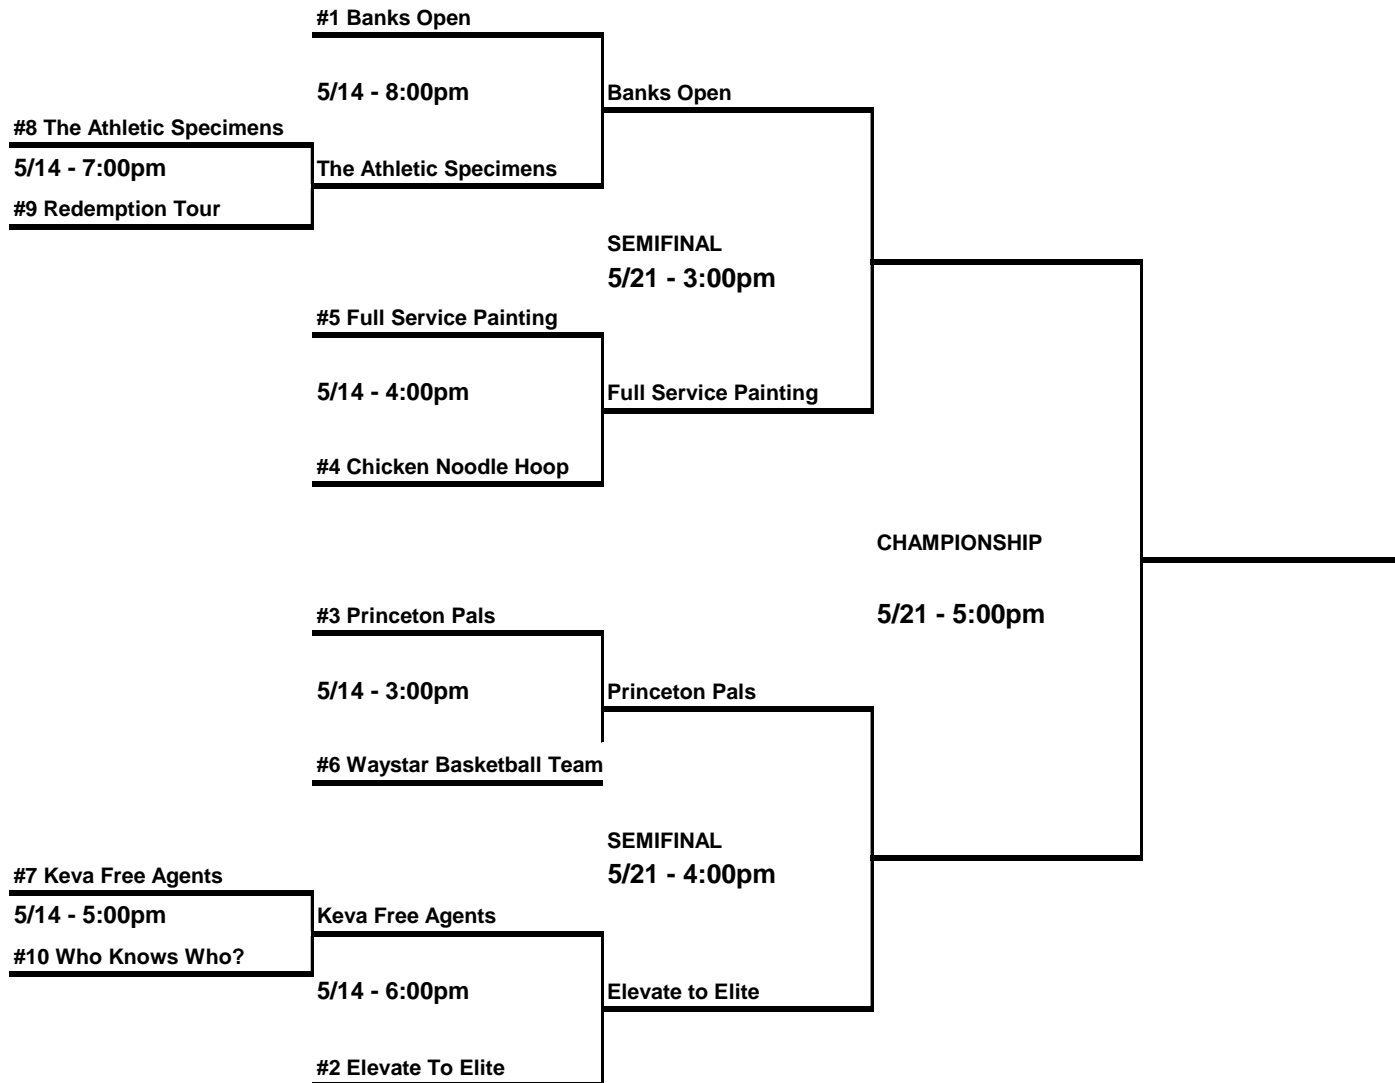 #1 Banks Open
5/14 - 8:00pm
Banks Open
#8 The Athletic Specimens
5/14 - 7:00pm
The Athletic Specimens
#9 Redemption Tour
SEMIFINAL
5/21 - 3:00pm
#5 Full Service Painting
5/14 - 4:00pm
Full Service Painting
#4 Chicken Noodle Hoop
CHAMPIONSHIP
5/21 - 5:00pm
#3 Princeton Pals
5/14 - 3:00pm
Princeton Pals
#6 Waystar Basketball Team
SEMIFINAL
5/21 - 4:00pm
#7 Keva Free Agents
5/14 - 5:00pm
Keva Free Agents
#10 Who Knows Who?
5/14 - 6:00pm
Elevate to Elite
#2 Elevate To Elite